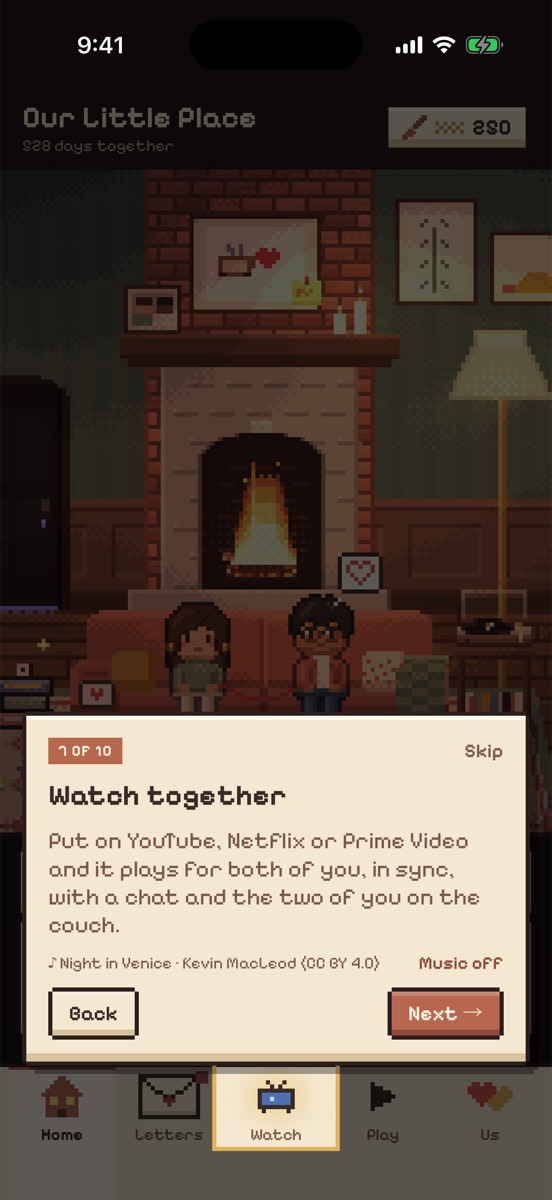 9:41
Our Little Place
828 days together
280
7 OF 10
Skip
Watch together
Put on YouTube, Netflix or Prime Video
and it plays for both of you, in sync,
with a chat and the two of you on the
couch.
♪ Night in Venice · Kevin MacLeod (CC BY 4.0)
Music off
Back
Next →
Home
Letters
Watch
Play
Us